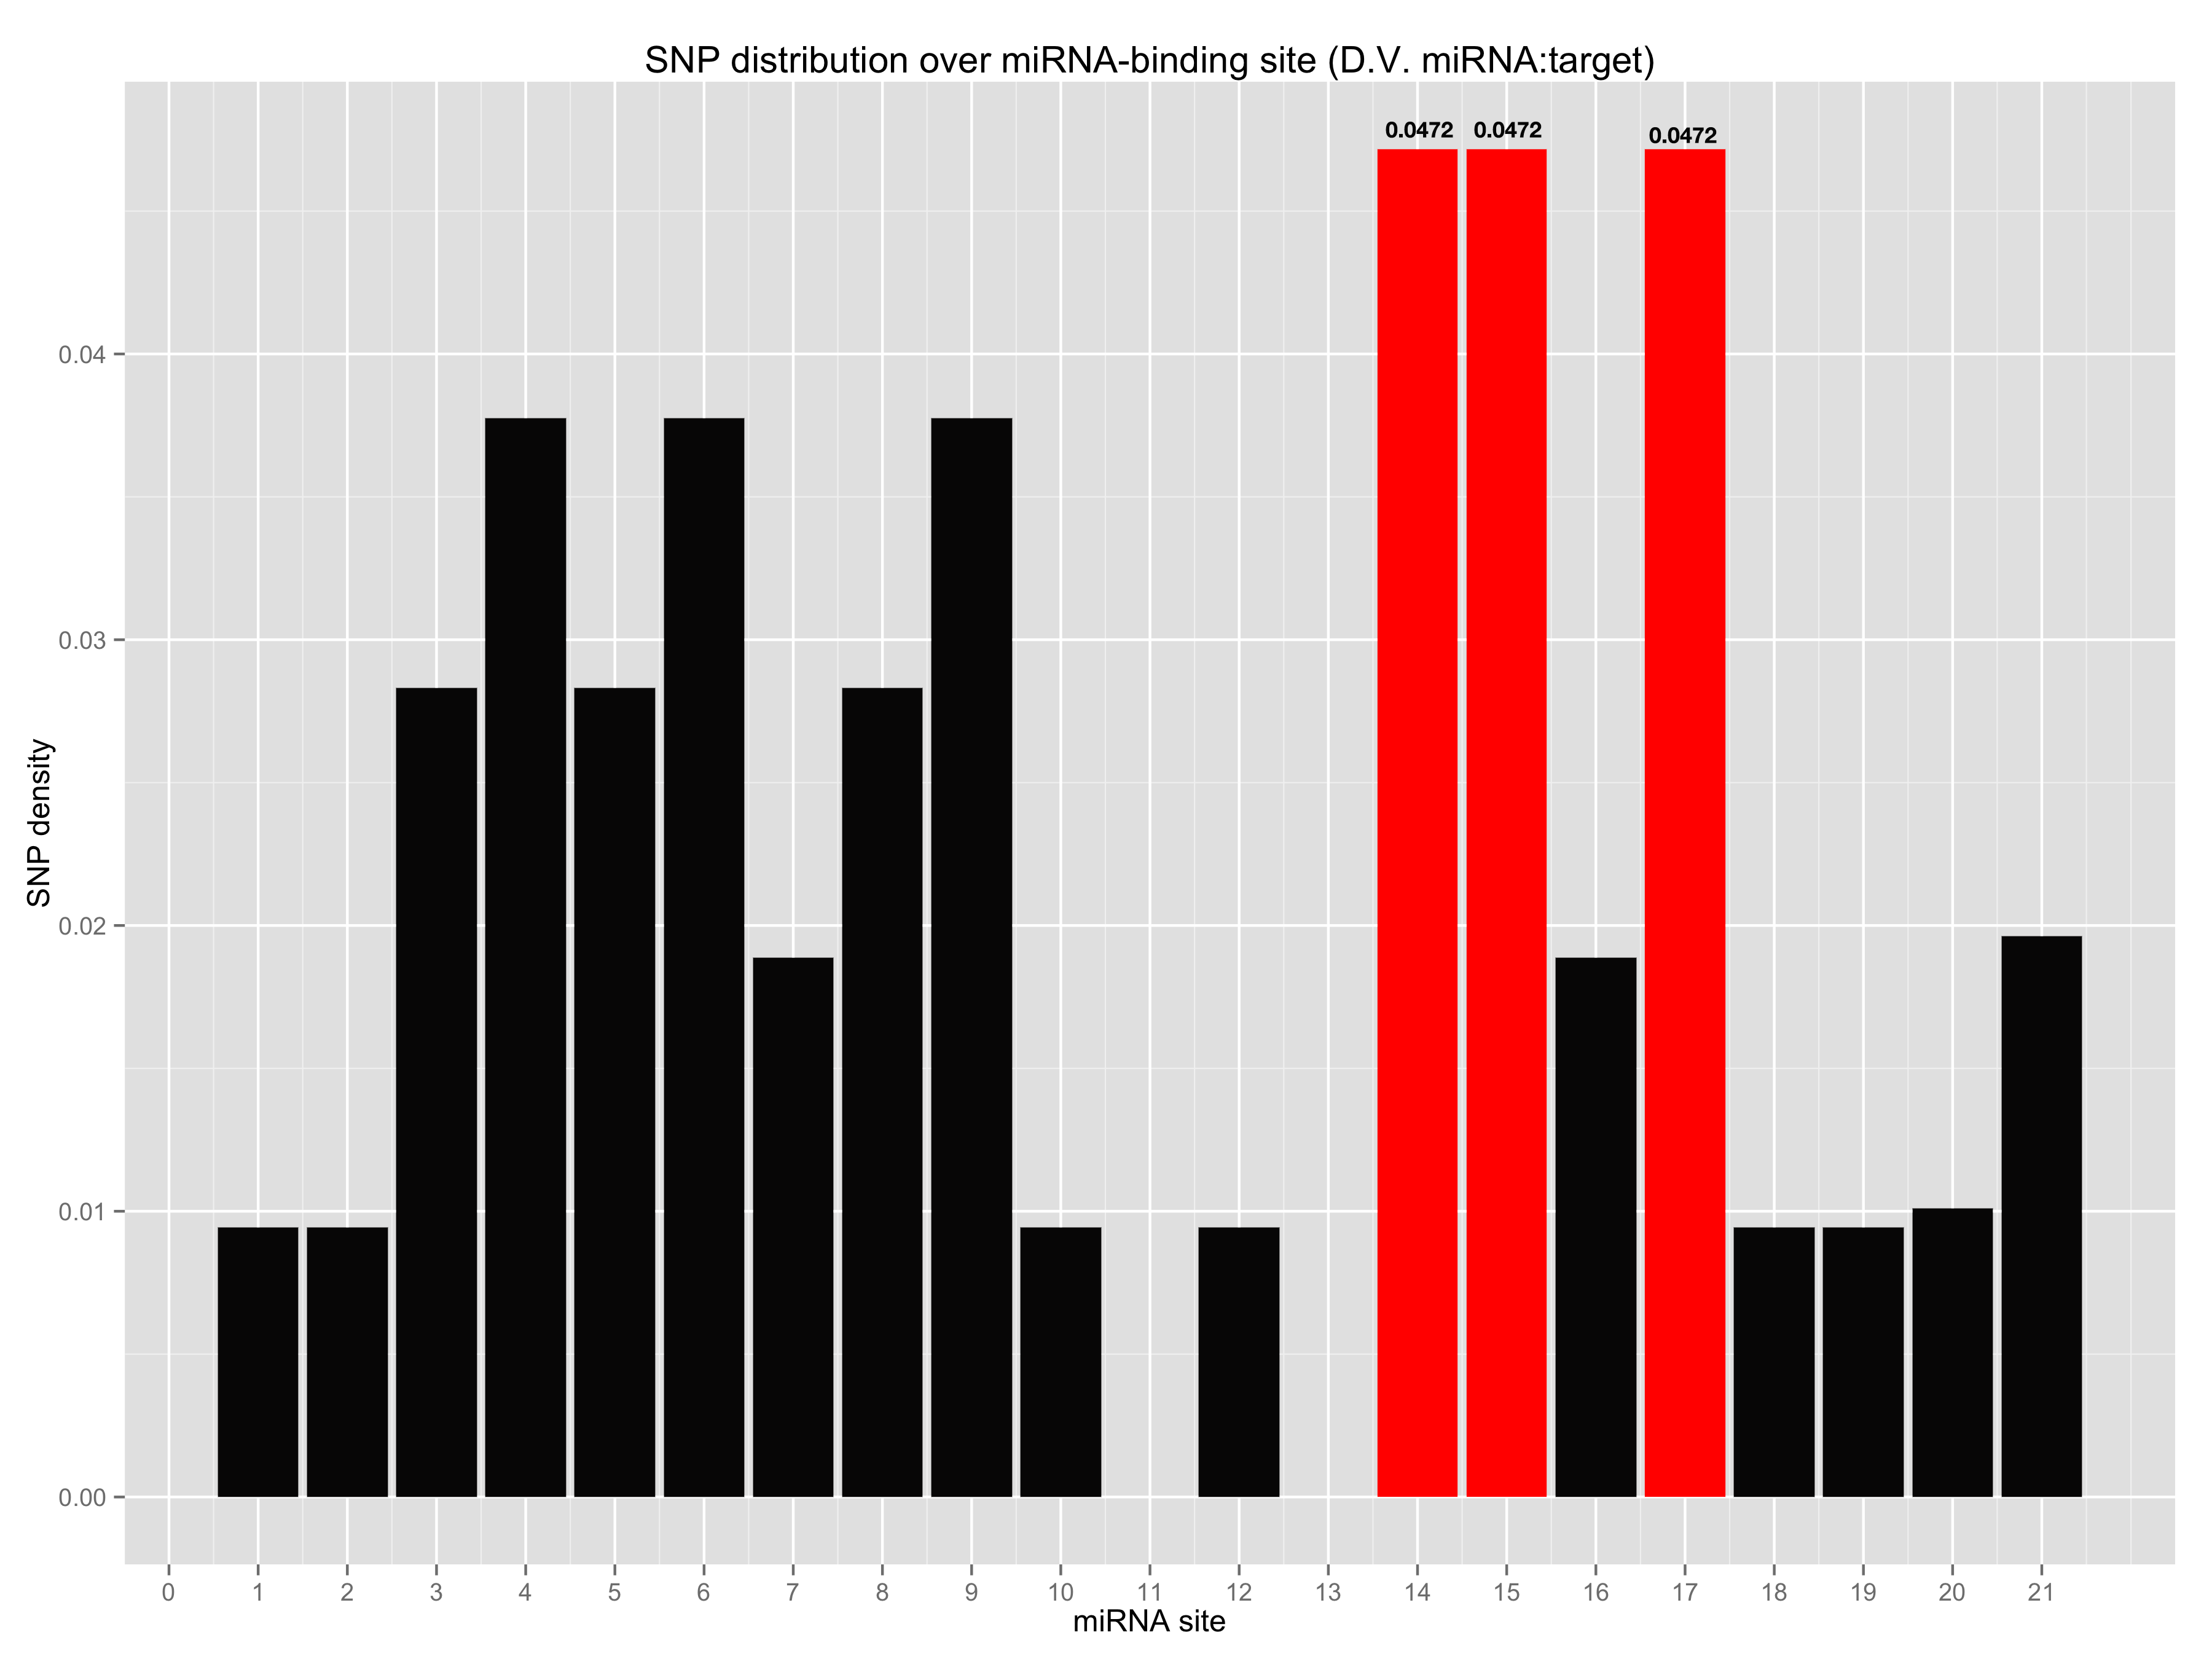 SNP distribution over miRNA-binding site (D.V. miRNA:target)
0.0472 0.0472 0.0472
0.04
0.03
0.02
0.01
0.00
SNP density
0 1 2 3 4 5 6 7 8 9 10 11 12 13 14 15 16 17 18 19 20 21
miRNA site